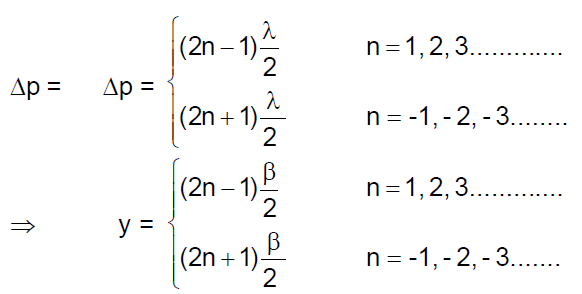 Δp = Δp = { (2n − 1) λ/2 n = 1, 2, 3.............
(2n + 1) λ/2 n = -1, - 2, - 3........
⇒ y = { (2n − 1) β/2 n = 1, 2, 3.............
(2n + 1) β/2 n = -1, - 2, - 3.......